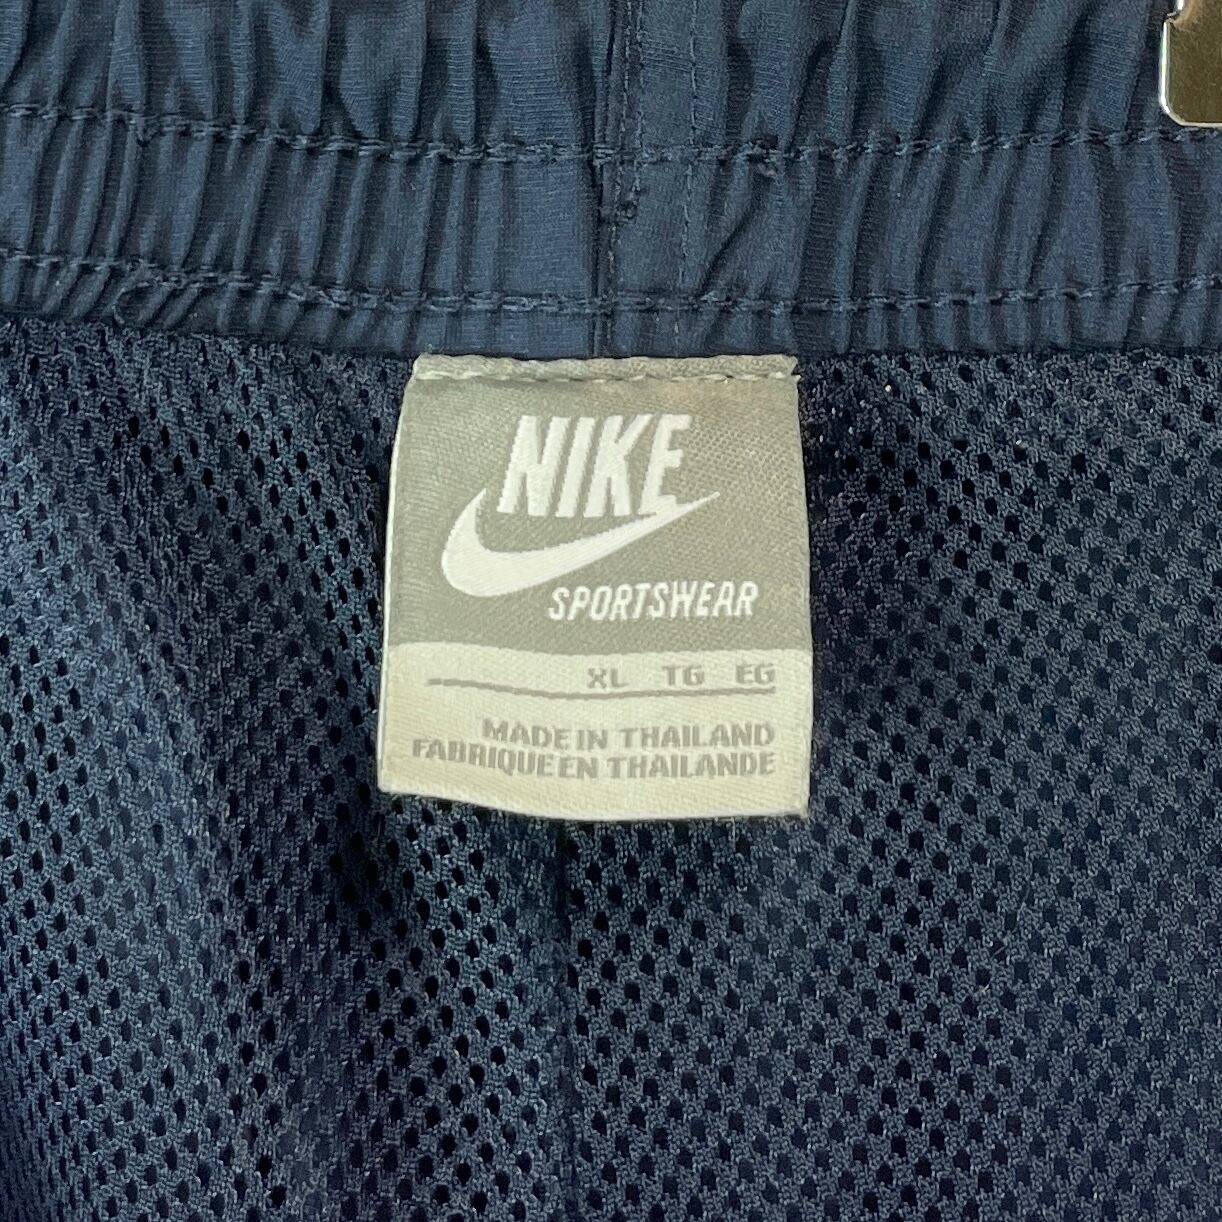 NIKE
SPORTSWEAR
XL TG EG
MADE IN THAILAND
FABRIQUE EN THAILANDE